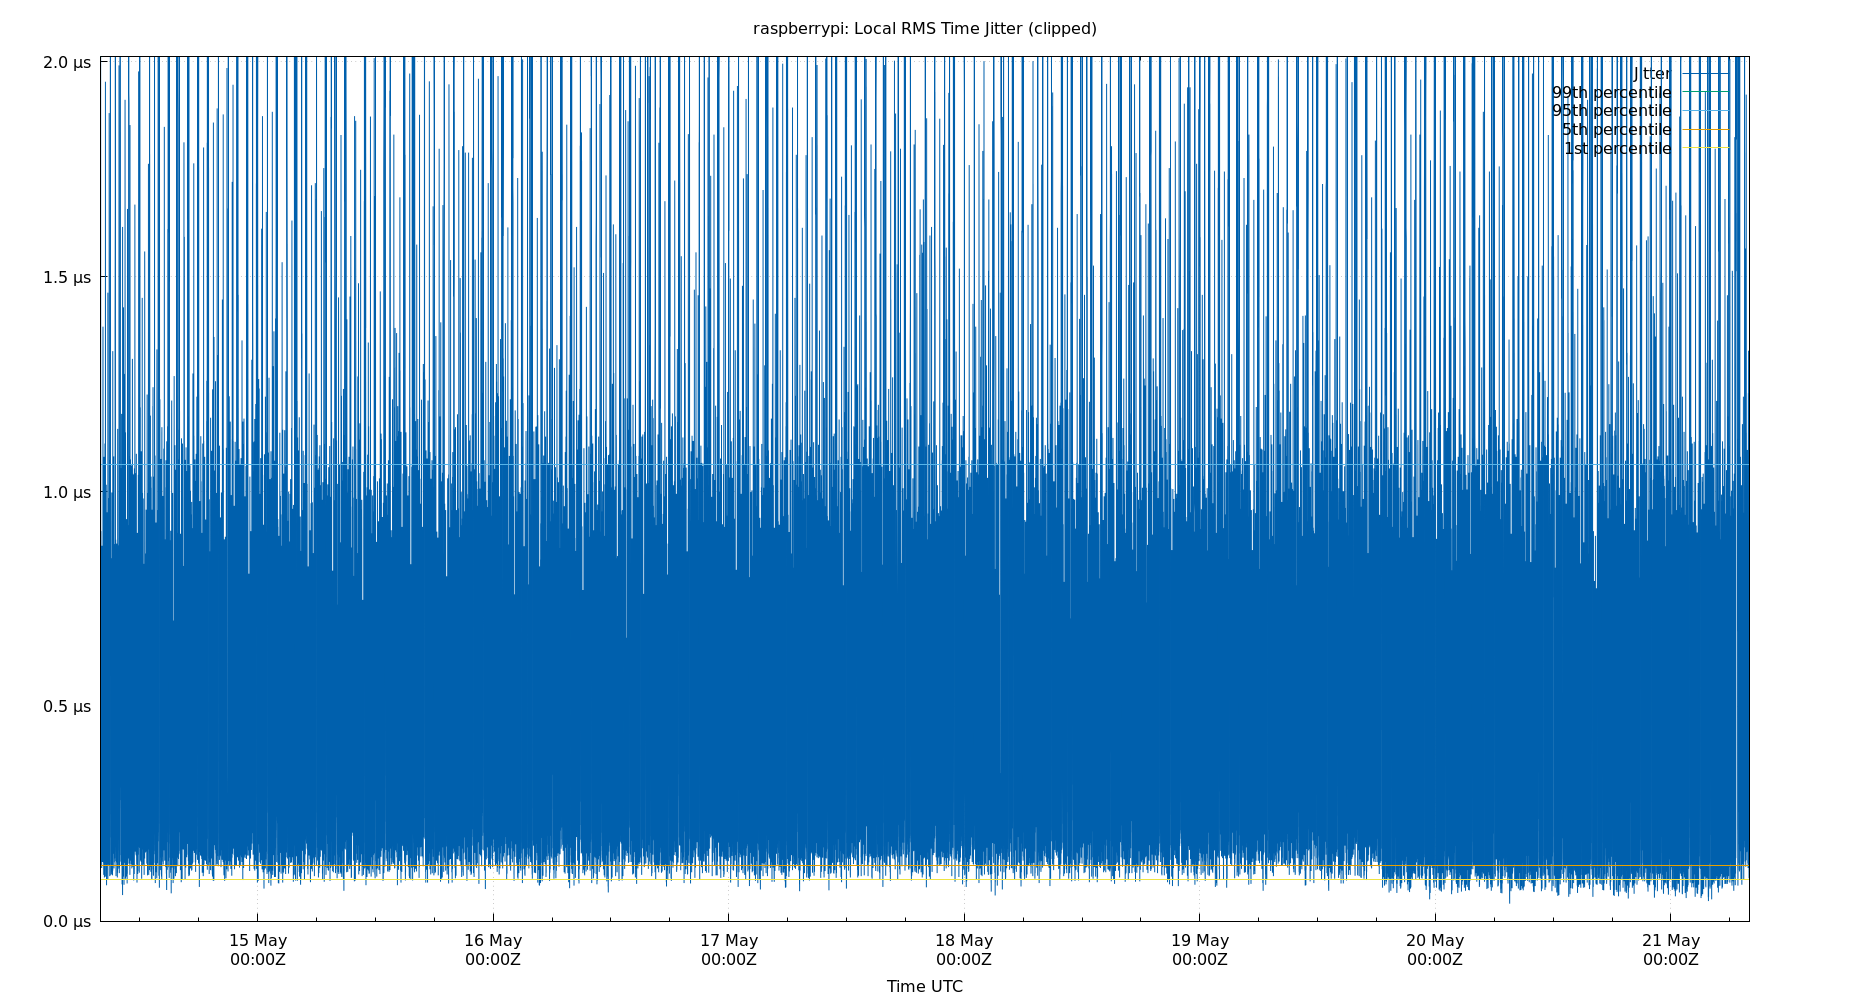 raspberrypi: Local RMS Time Jitter (clipped)
2.0 µs
1.5 µs
1.0 µs
0.5 µs
0.0 µs
Jitter
99th percentile
95th percentile
5th percentile
1st percentile
15 May
00:00Z
16 May
00:00Z
17 May
00:00Z
18 May
00:00Z
19 May
00:00Z
20 May
00:00Z
21 May
00:00Z
Time UTC